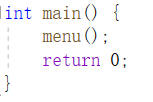 int main() {
    menu();
    return 0;
}